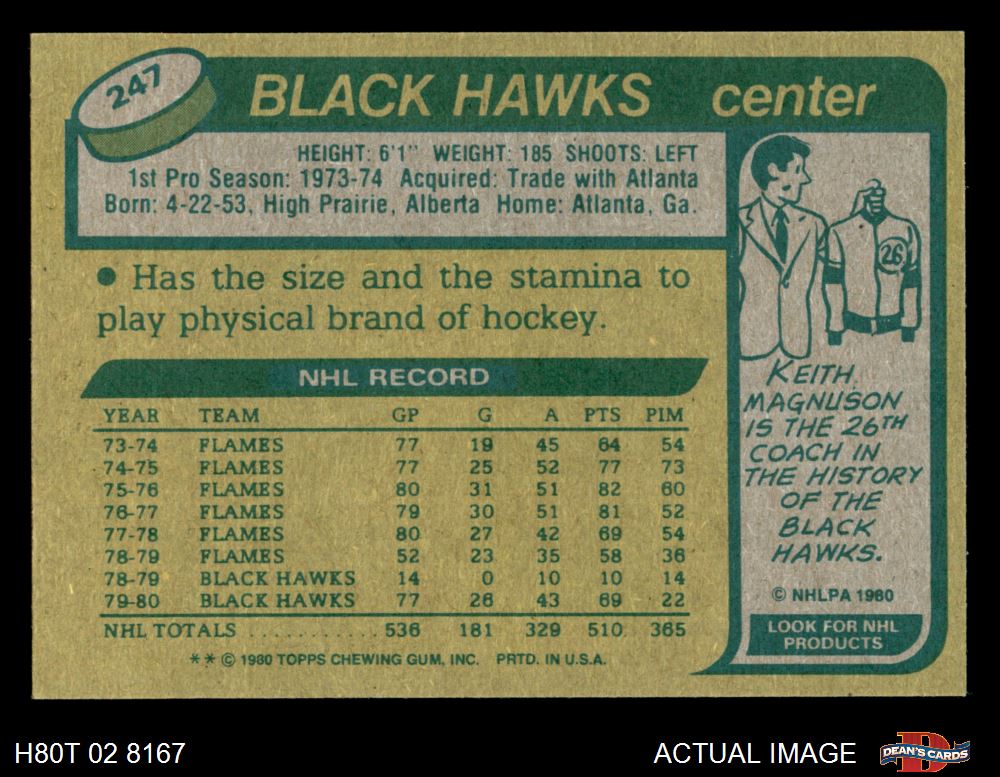 247
BLACK HAWKS center
HEIGHT: 6'1" WEIGHT: 185 SHOOTS: LEFT
1st Pro Season: 1973-74 Acquired: Trade with Atlanta
Born: 4-22-53, High Prairie, Alberta Home: Atlanta, Ga.
● Has the size and the stamina to
play physical brand of hockey.
NHL RECORD
YEAR TEAM GP G A PTS PIM
73-74 FLAMES 77 19 45 64 54
74-75 FLAMES 77 25 52 77 73
75-76 FLAMES 80 31 51 82 60
76-77 FLAMES 79 30 51 81 52
77-78 FLAMES 80 27 42 69 54
78-79 FLAMES 52 23 35 58 36
78-79 BLACK HAWKS 14 0 10 10 14
79-80 BLACK HAWKS 77 26 43 69 22
NHL TOTALS .......... 536 181 329 510 365
** © 1980 TOPPS CHEWING GUM, INC. PRTD. IN U.S.A.
26
KEITH
MAGNUSON
IS THE 26TH
COACH IN
THE HISTORY
OF THE
BLACK
HAWKS.
© NHLPA 1980
LOOK FOR NHL
PRODUCTS
H80T 02 8167
ACTUAL IMAGE
D
DEAN'S CARDS